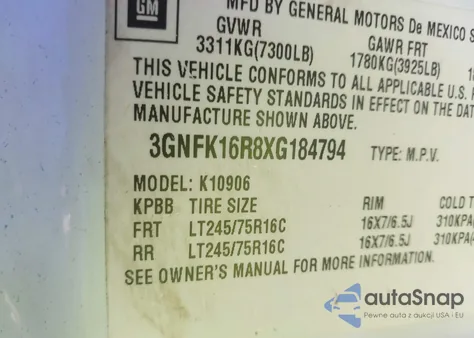 GM
MFD BY GENERAL MOTORS De MEXICO S
GVWR GAWR FRT
3311KG(7300LB) 1780KG(3925LB)
THIS VEHICLE CONFORMS TO ALL APPLICABLE U.S.
VEHICLE SAFETY STANDARDS IN EFFECT ON THE DAT
MANUFACTURE SHOWN ABOVE.
3GNFK16R8XG184794 TYPE: M.P.V.
MODEL: K10906
KPBB TIRE SIZE RIM COLD T
FRT LT245/75R16C 16X7/6.5J 310KPA(
RR LT245/75R16C 16X7/6.5J 310KPA(
SEE OWNER'S MANUAL FOR MORE INFORMATION.
autoSnap
Pewne auta z aukcji USA i EU